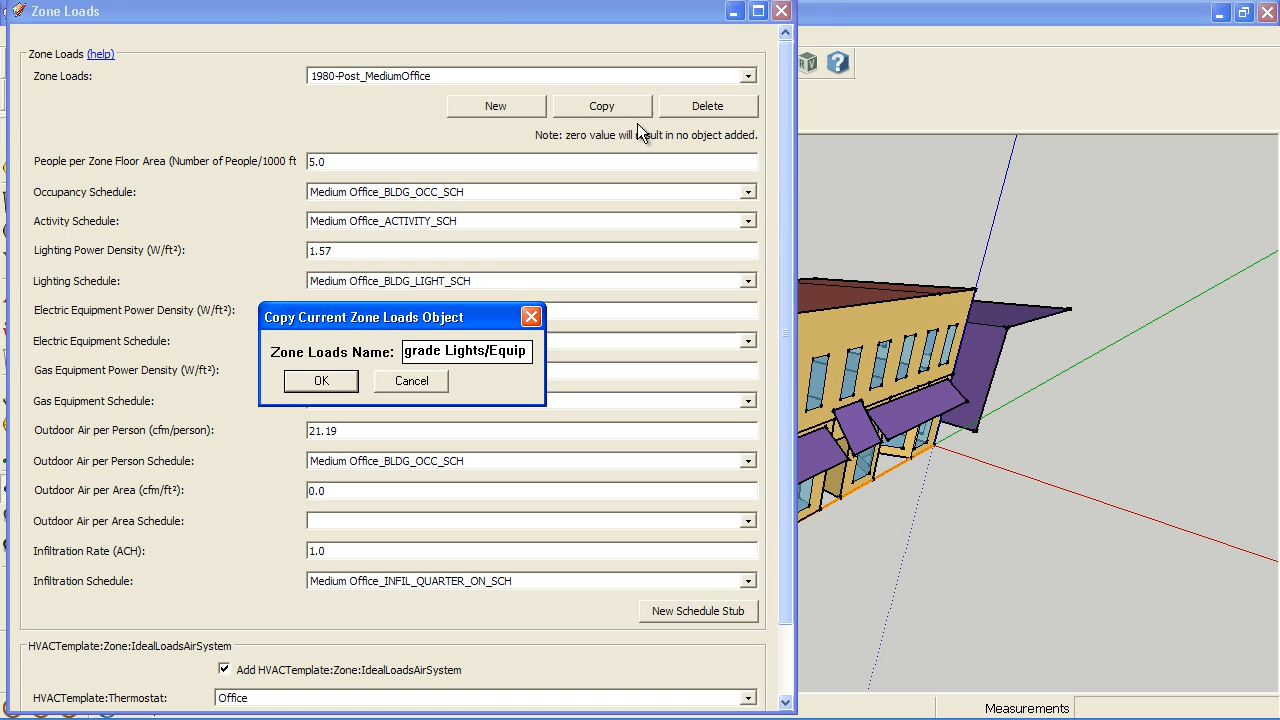 Zone Loads
Zone Loads (help)
Zone Loads: 1980-Post_MediumOffice
New Copy Delete
Note: zero value will result in no object added.
People per Zone Floor Area (Number of People/1000 ft 5.0
Occupancy Schedule: Medium Office_BLDG_OCC_SCH
Activity Schedule: Medium Office_ACTIVITY_SCH
Lighting Power Density (W/ft²): 1.57
Lighting Schedule: Medium Office_BLDG_LIGHT_SCH
Electric Equipment Power Density (W/ft²):
Copy Current Zone Loads Object
Electric Equipment Schedule:
Zone Loads Name: grade Lights/Equip
Gas Equipment Power Density (W/ft²):
OK Cancel
Gas Equipment Schedule:
Outdoor Air per Person (cfm/person): 21.19
Outdoor Air per Person Schedule: Medium Office_BLDG_OCC_SCH
Outdoor Air per Area (cfm/ft²): 0.0
Outdoor Air per Area Schedule:
Infiltration Rate (ACH): 1.0
Infiltration Schedule: Medium Office_INFIL_QUARTER_ON_SCH
New Schedule Stub
HVACTemplate:Zone:IdealLoadsAirSystem
Add HVACTemplate:Zone:IdealLoadsAirSystem
HVACTemplate:Thermostat: Office
Measurements